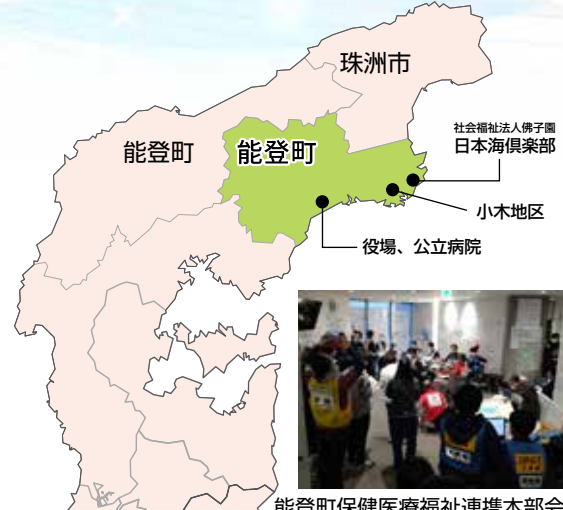 珠洲市
能登町
能登町
社会福祉法人佛子園
日本海倶楽部
小木地区
役場、公立病院
能登町保健医療福祉連携本部会